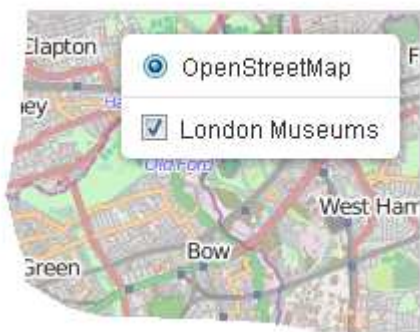 Clapton
OpenStreetMap
London Museums
Old Ford
West Ham
Bow
Green